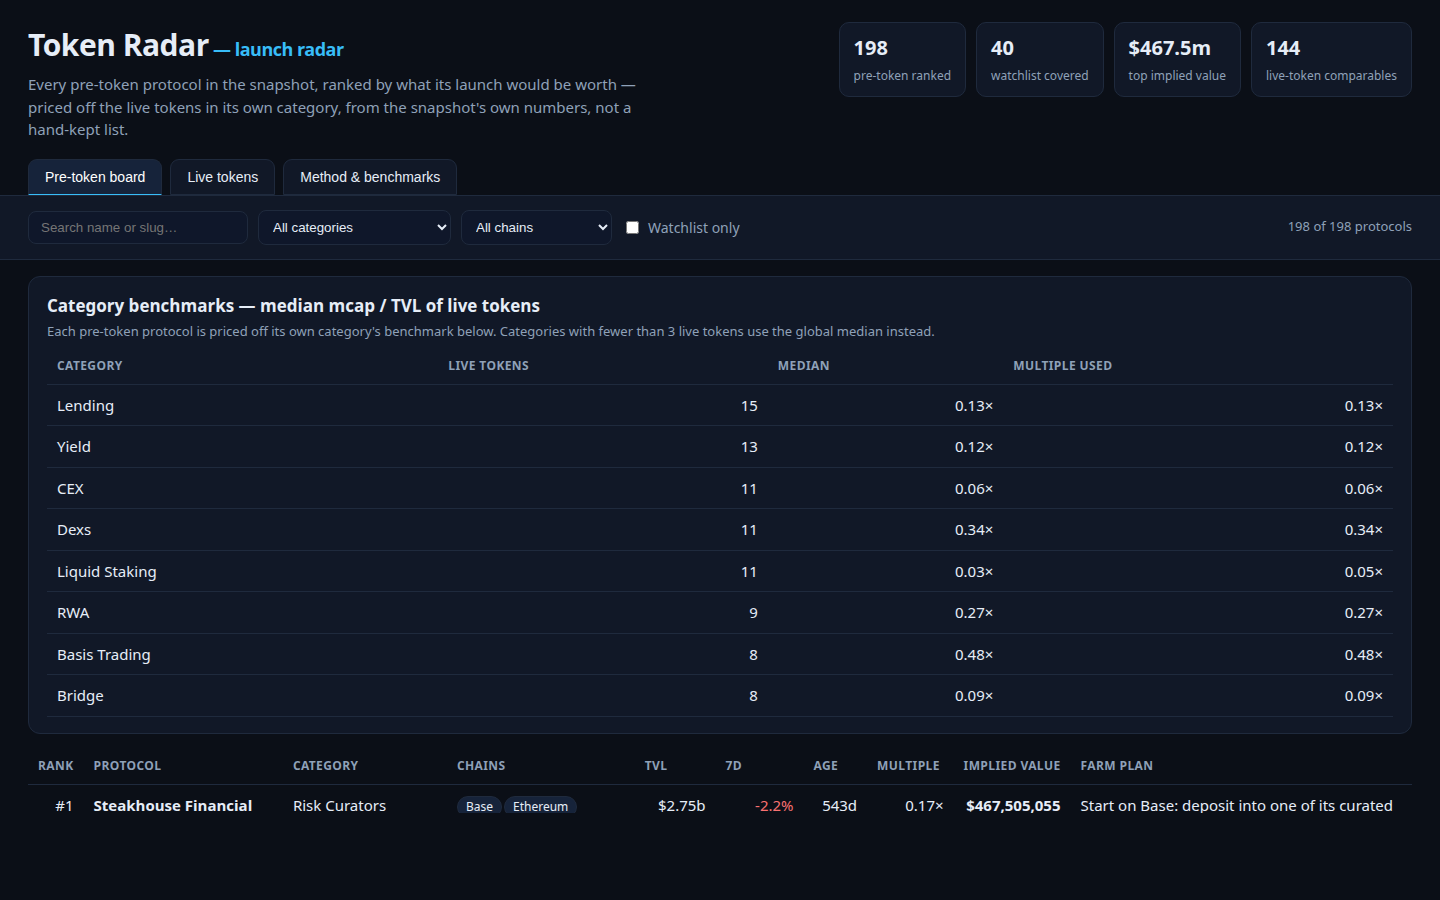 Token Radar — launch radar
Every pre-token protocol in the snapshot, ranked by what its launch would be worth —
priced off the live tokens in its own category, from the snapshot's own numbers, not a
hand-kept list.
198
pre-token ranked
40
watchlist covered
$467.5m
top implied value
144
live-token comparables
Pre-token board
Live tokens
Method & benchmarks
Search name or slug…
All categories
All chains
Watchlist only
198 of 198 protocols
Category benchmarks — median mcap / TVL of live tokens
Each pre-token protocol is priced off its own category's benchmark below. Categories with fewer than 3 live tokens use the global median instead.
CATEGORY LIVE TOKENS MEDIAN MULTIPLE USED
Lending 15 0.13× 0.13×
Yield 13 0.12× 0.12×
CEX 11 0.06× 0.06×
Dexs 11 0.34× 0.34×
Liquid Staking 11 0.03× 0.05×
RWA 9 0.27× 0.27×
Basis Trading 8 0.48× 0.48×
Bridge 8 0.09× 0.09×
RANK PROTOCOL CATEGORY CHAINS TVL 7D AGE MULTIPLE IMPLIED VALUE FARM PLAN
#1 Steakhouse Financial Risk Curators Base Ethereum $2.75b -2.2% 543d 0.17× $467,505,055 Start on Base: deposit into one of its curated